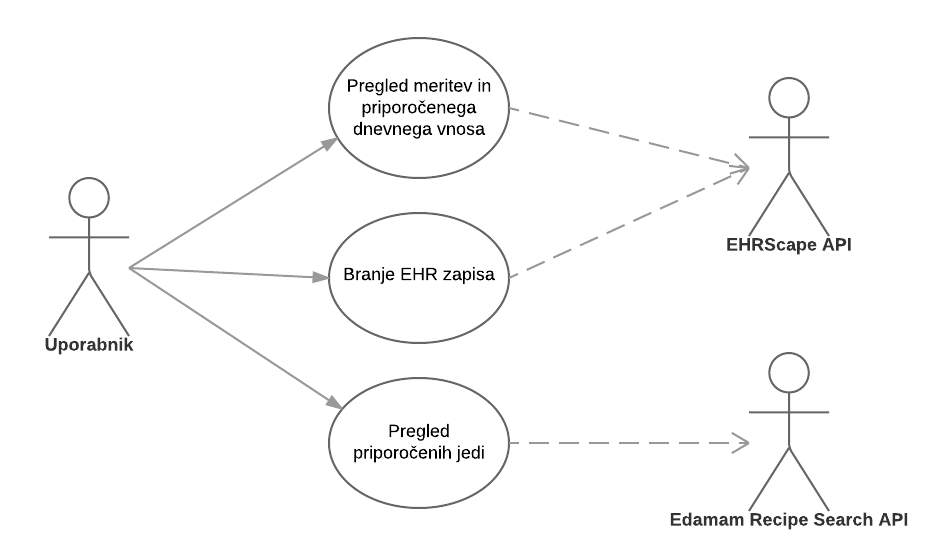 Pregled meritev in
priporočenega
dnevnega vnosa
EHRScape API
Branje EHR zapisa
Uporabnik
Pregled
priporočenih jedi
Edamam Recipe Search API